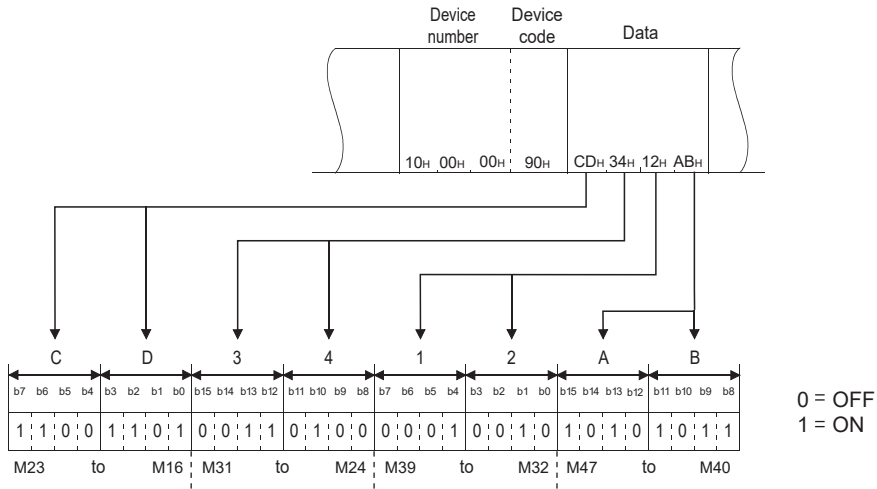 Device number Device code Data
10H 00H 00H 90H CDH 34H 12H ABH
C D 3 4 1 2 A B
b7 b6 b5 b4 b3 b2 b1 b0 b15 b14 b13 b12 b11 b10 b9 b8 b7 b6 b5 b4 b3 b2 b1 b0 b15 b14 b13 b12 b11 b10 b9 b8
1 1 0 0 1 1 0 1 0 0 1 1 0 1 0 0 0 0 0 1 0 0 1 0 1 0 1 0 1 0 1 1
M23 to M16 M31 to M24 M39 to M32 M47 to M40
0 = OFF
1 = ON